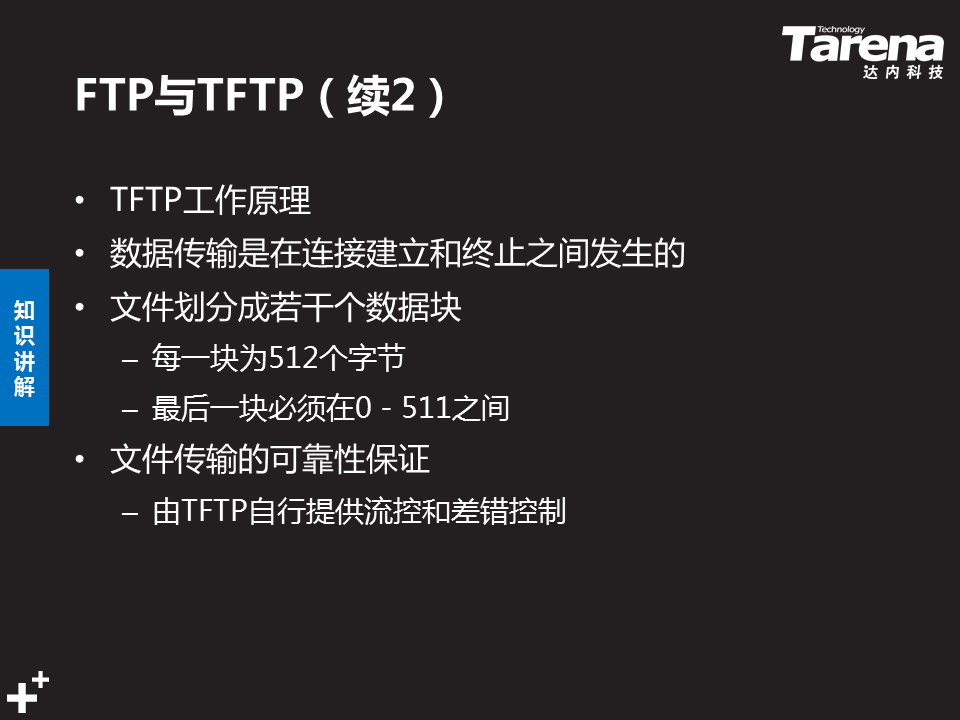 Technology
Tarena
达内科技
FTP与TFTP（续2）
• TFTP工作原理
• 数据传输是在连接建立和终止之间发生的
• 文件划分成若干个数据块
– 每一块为512个字节
– 最后一块必须在0 - 511之间
• 文件传输的可靠性保证
– 由TFTP自行提供流控和差错控制
知识讲解